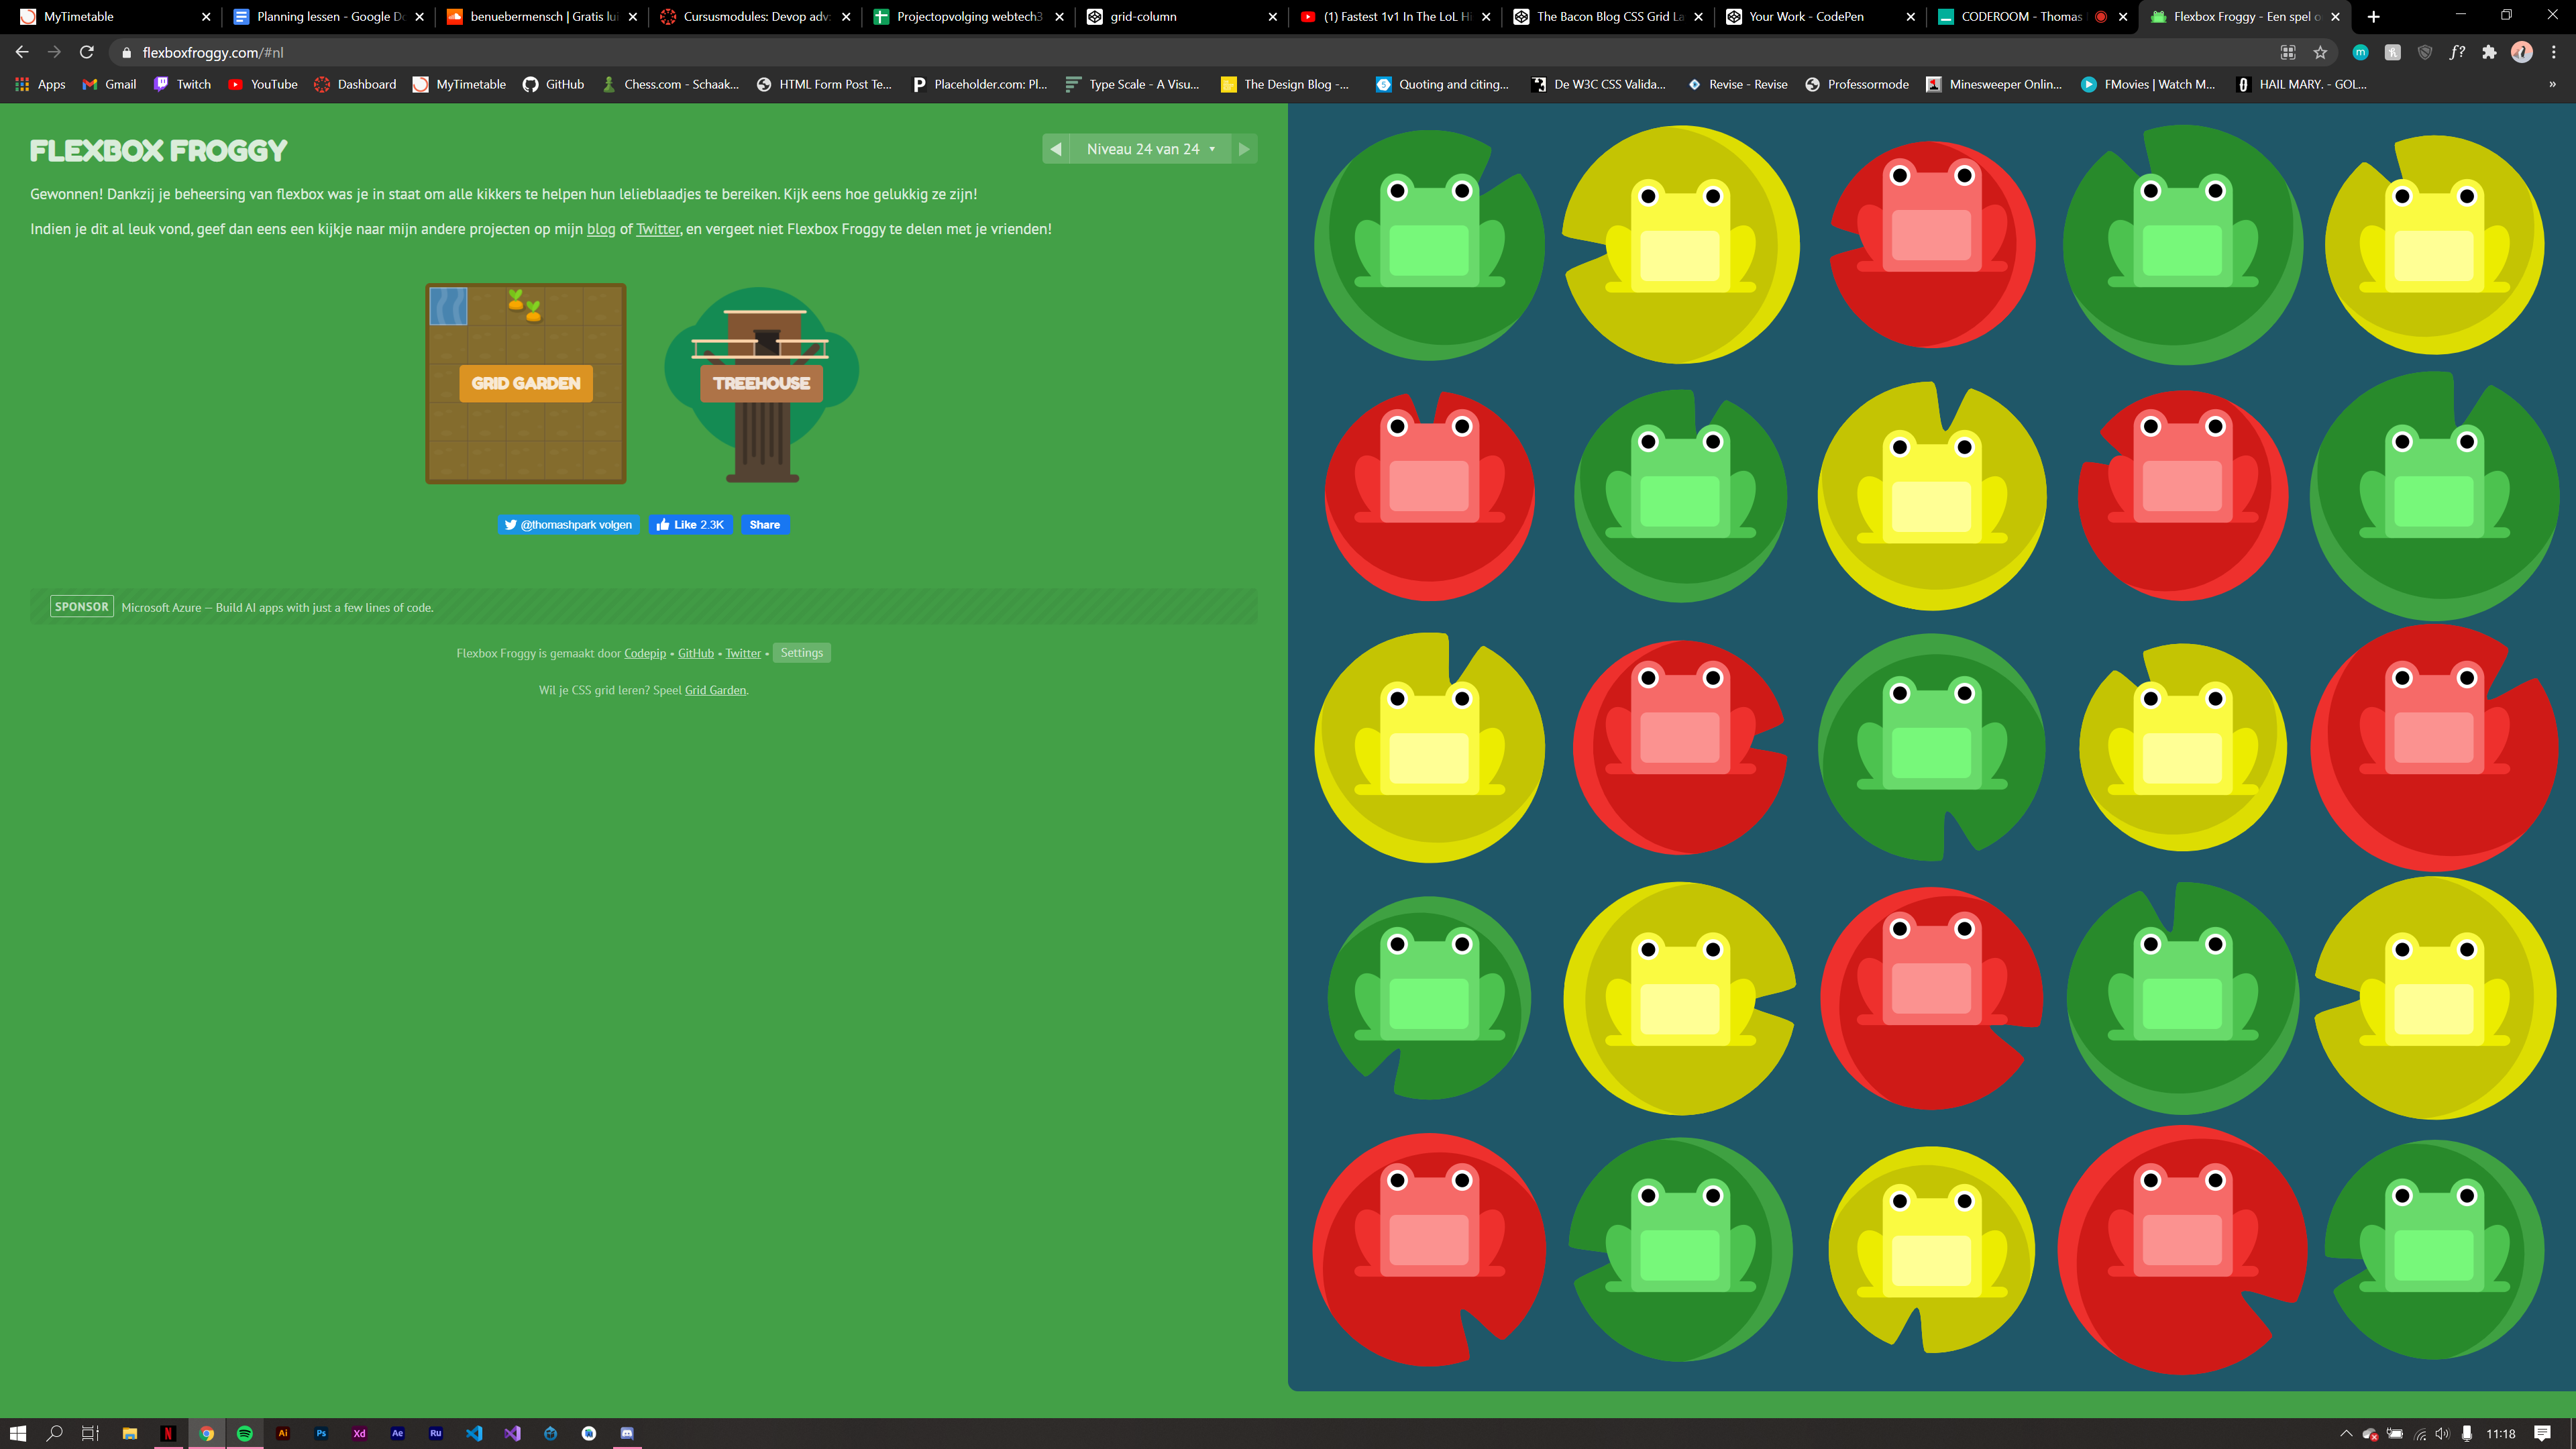 MyTimetable
Planning lessen - Google Do
benuebermensch | Gratis lui
Cursusmodules: Devop adv:
Projectopvolging webtech3
grid-column
(1) Fastest 1v1 In The LoL Hi
The Bacon Blog CSS Grid La
Your Work - CodePen
CODEROOM - Thomas
Flexbox Froggy - Een spel o
flexboxfroggy.com/#nl
f?
Apps
Gmail
Twitch
YouTube
Dashboard
MyTimetable
GitHub
Chess.com - Schaak...
HTML Form Post Te...
Placeholder.com: Pl...
Type Scale - A Visu...
The Design Blog -...
Quoting and citing...
De W3C CSS Valida...
Revise - Revise
Professormode
Minesweeper Onlin...
FMovies | Watch M...
HAIL MARY. - GOL...
»
FLEXBOX FROGGY
Niveau 24 van 24
Gewonnen! Dankzij je beheersing van flexbox was je in staat om alle kikkers te helpen hun lelieblaadjes te bereiken. Kijk eens hoe gelukkig ze zijn!
Indien je dit al leuk vond, geef dan eens een kijkje naar mijn andere projecten op mijn blog of Twitter, en vergeet niet Flexbox Froggy te delen met je vrienden!
GRID GARDEN
TREEHOUSE
@thomashpark volgen
Like 2.3K
Share
SPONSOR Microsoft Azure — Build AI apps with just a few lines of code.
Flexbox Froggy is gemaakt door Codepip • GitHub • Twitter • Settings
Wil je CSS grid leren? Speel Grid Garden.
N
Ai
Ps
Xd
Ae
Ru
11:18